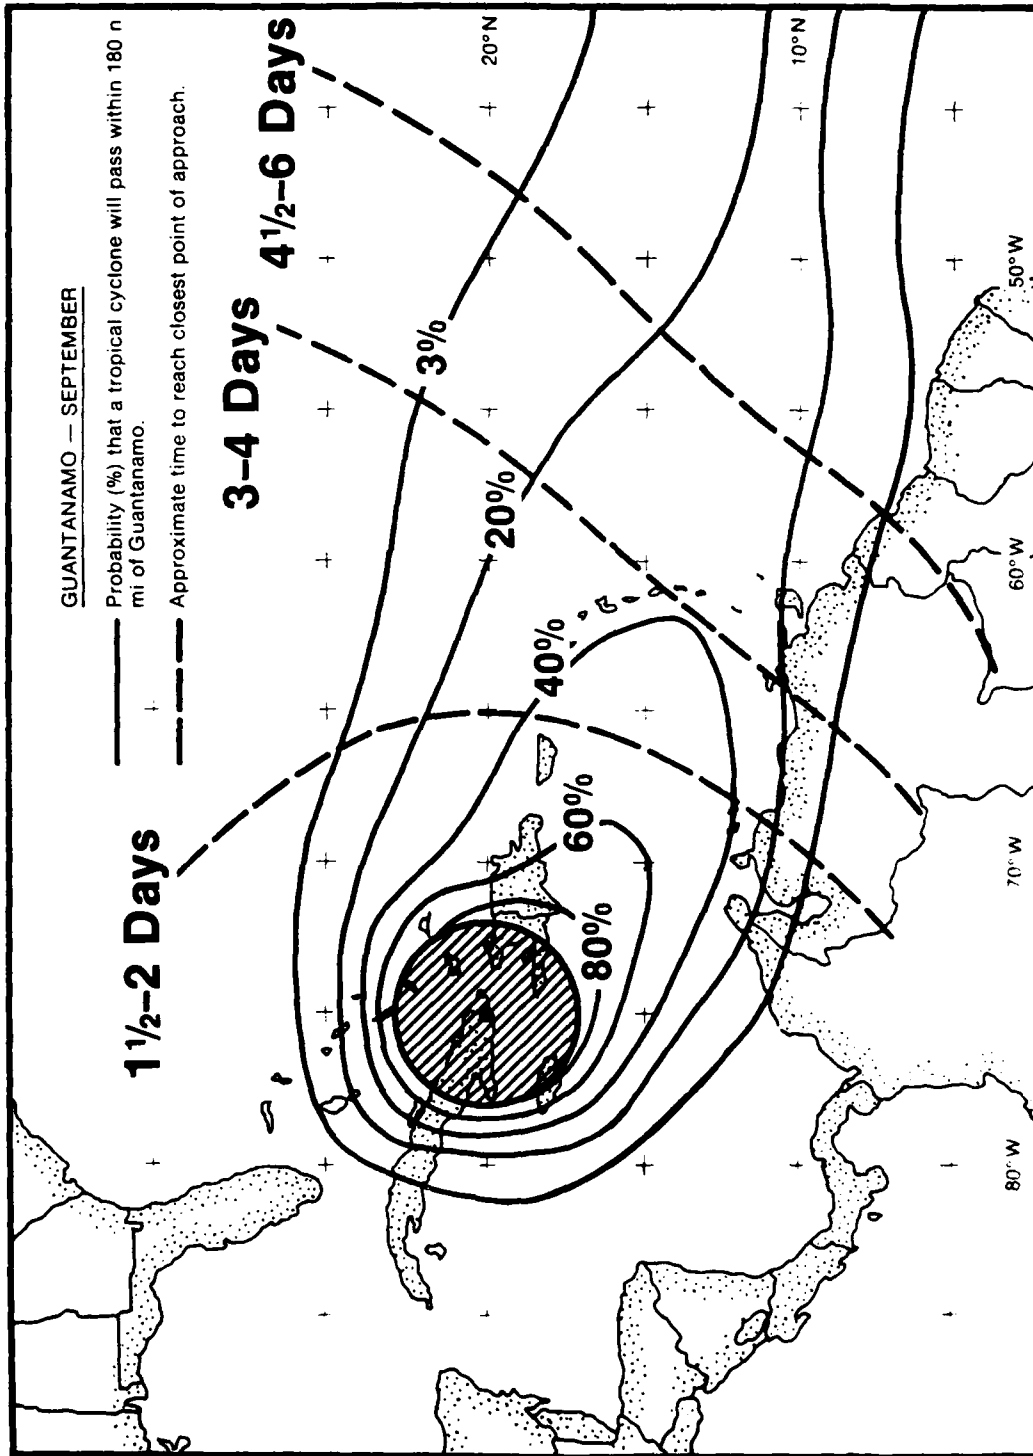 GUANTANAMO — SEPTEMBER
Probability (%) that a tropical cyclone will pass within 180 n
mi of Guantanamo.
Approximate time to reach closest point of approach.
1½–2 Days
3–4 Days
4½–6 Days
3%
20%
40%
60%
80%
20°N
10°N
80°W
70°W
60°W
50°W